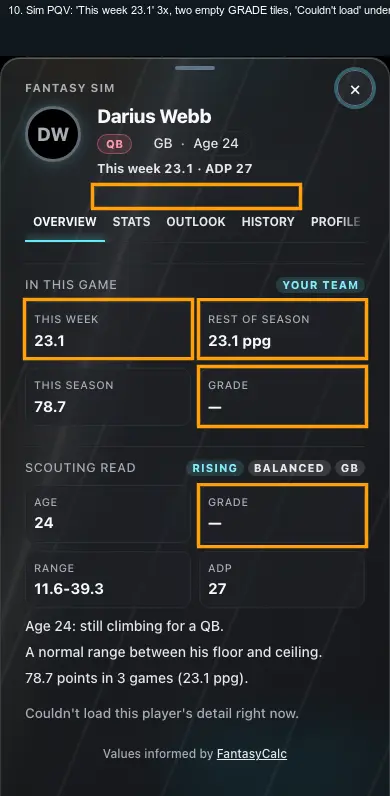 10. Sim PQV: 'This week 23.1' 3x, two empty GRADE tiles, 'Couldn't load' under
FANTASY SIM
×
DW
Darius Webb
QB GB · Age 24
This week 23.1 · ADP 27
OVERVIEW STATS OUTLOOK HISTORY PROFILE
IN THIS GAME YOUR TEAM
THIS WEEK REST OF SEASON
23.1 23.1 ppg
THIS SEASON GRADE
78.7 —
SCOUTING READ RISING BALANCED GB
AGE GRADE
24 —
RANGE ADP
11.6-39.3 27
Age 24: still climbing for a QB.
A normal range between his floor and ceiling.
78.7 points in 3 games (23.1 ppg).
Couldn't load this player's detail right now.
Values informed by FantasyCalc